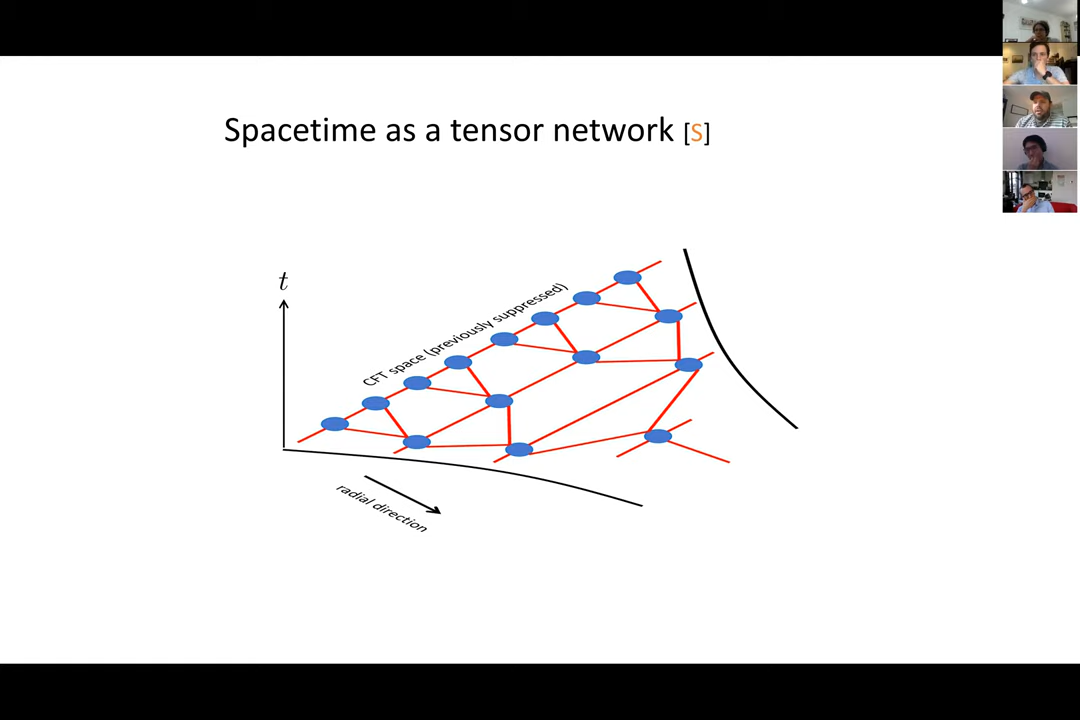 Spacetime as a tensor network [S]
t
CFT space (previously suppressed)
radial direction